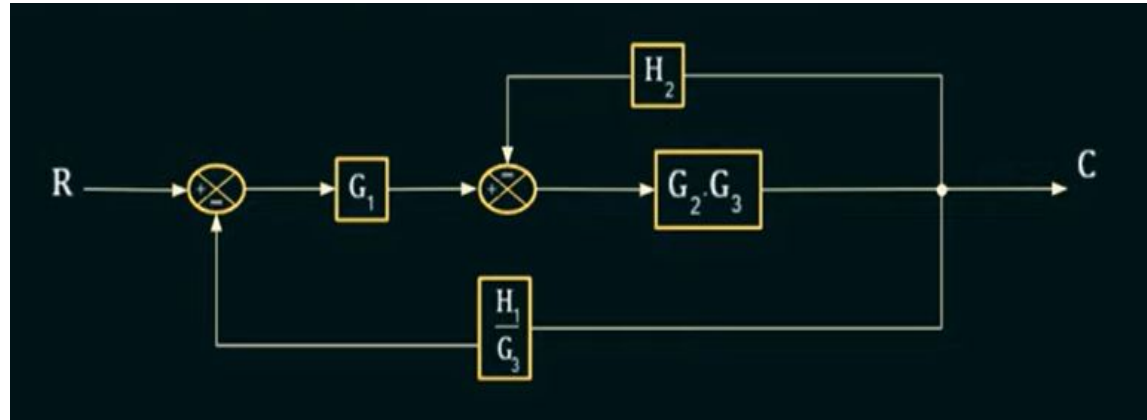 H₂
R
+
−
G₁
+
−
G₂.G₃
C
H₁
G₃